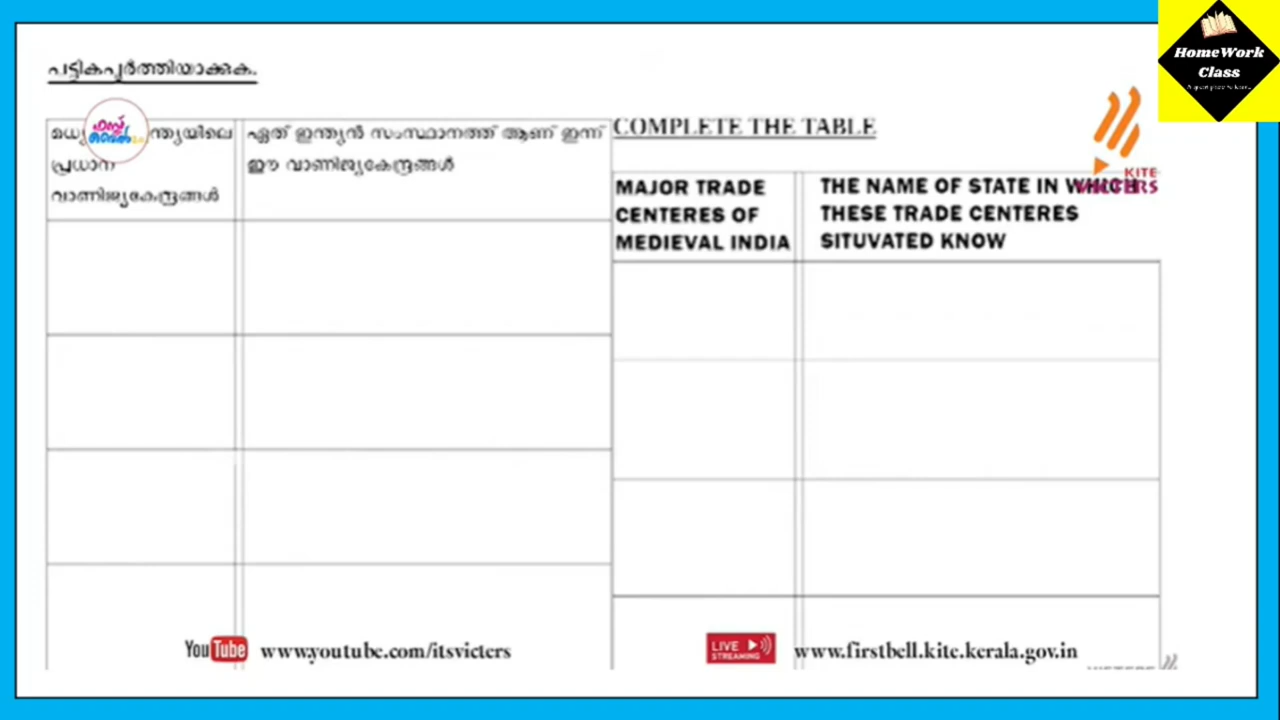 പട്ടികപൂർത്തിയാക്കുക.
ഏത് ഇന്ത്യൻ സംസ്ഥാനത്ത് ആണ് ഇന്ന്
ഈ വാണിജ്യകേന്ദ്രങ്ങൾ
പ്രധാന
വാണിജ്യകേന്ദ്രങ്ങൾ
COMPLETE THE TABLE
MAJOR TRADE
CENTERES OF
MEDIEVAL INDIA
THE NAME OF STATE IN WHICH
THESE TRADE CENTERES
SITUVATED KNOW
HomeWork
Class
KITE
VICTERS
YouTube
www.youtube.com/itsvicters
LIVE
STREAMING
www.firstbell.kite.kerala.gov.in